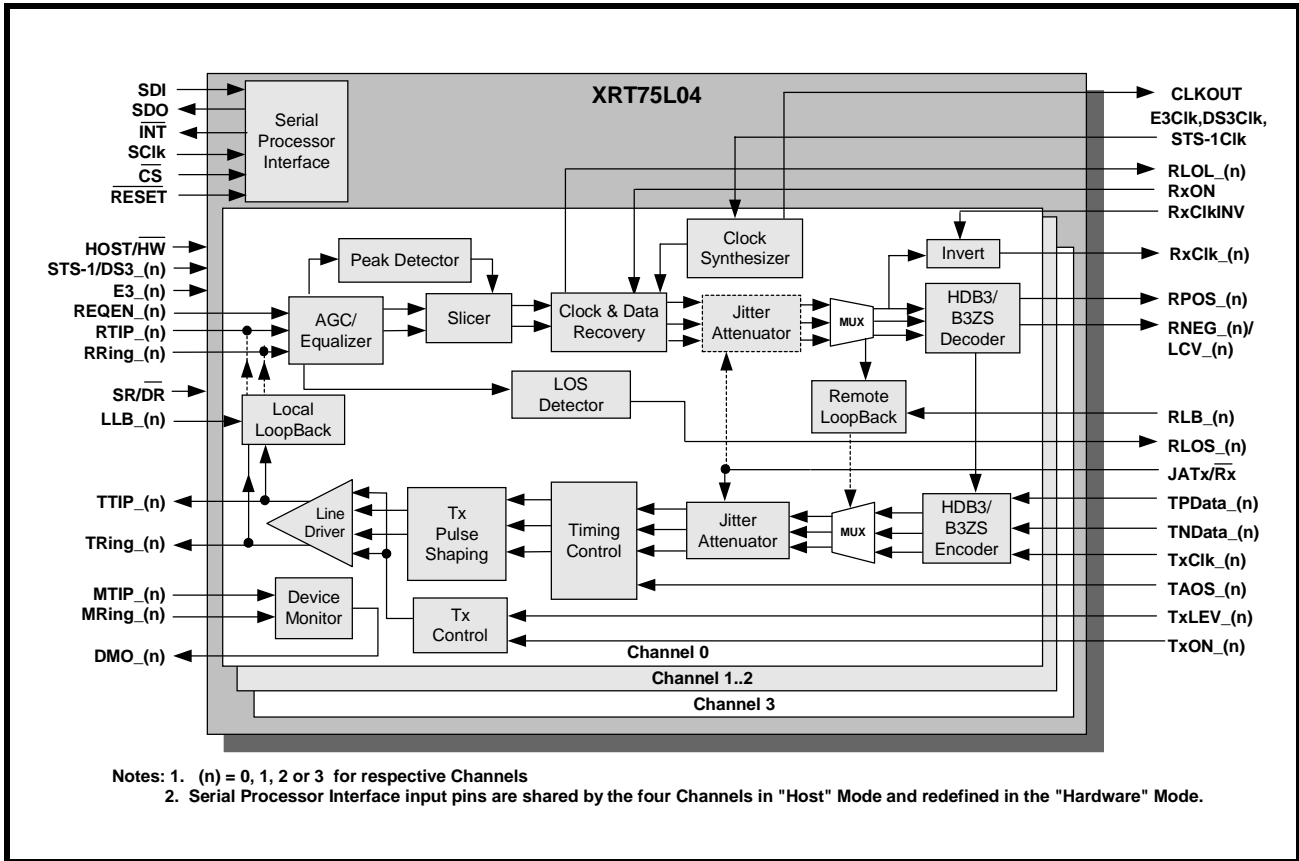 XRT75L04
SDI
SDO
INT
SClk
CS
RESET
Serial
Processor
Interface
HOST/HW
STS-1/DS3_(n)
E3_(n)
REQEN_(n)
RTIP_(n)
RRing_(n)
SR/DR
LLB_(n)
TTIP_(n)
TRing_(n)
MTIP_(n)
MRing_(n)
DMO_(n)
Peak Detector
AGC/
Equalizer
Slicer
Clock & Data
Recovery
Clock
Synthesizer
Jitter
Attenuator
MUX
Invert
HDB3/
B3ZS
Decoder
LOS
Detector
Remote
LoopBack
Local
LoopBack
Line
Driver
Tx
Pulse
Shaping
Timing
Control
Jitter
Attenuator
MUX
HDB3/
B3ZS
Encoder
Device
Monitor
Tx
Control
CLKOUT
E3Clk,DS3Clk,
STS-1Clk
RLOL_(n)
RxON
RxClkINV
RxClk_(n)
RPOS_(n)
RNEG_(n)/
LCV_(n)
RLB_(n)
RLOS_(n)
JATx/Rx
TPData_(n)
TNData_(n)
TxClk_(n)
TAOS_(n)
TxLEV_(n)
TxON_(n)
Channel 0
Channel 1..2
Channel 3
Notes: 1. (n) = 0, 1, 2 or 3 for respective Channels
2. Serial Processor Interface input pins are shared by the four Channels in "Host" Mode and redefined in the "Hardware" Mode.